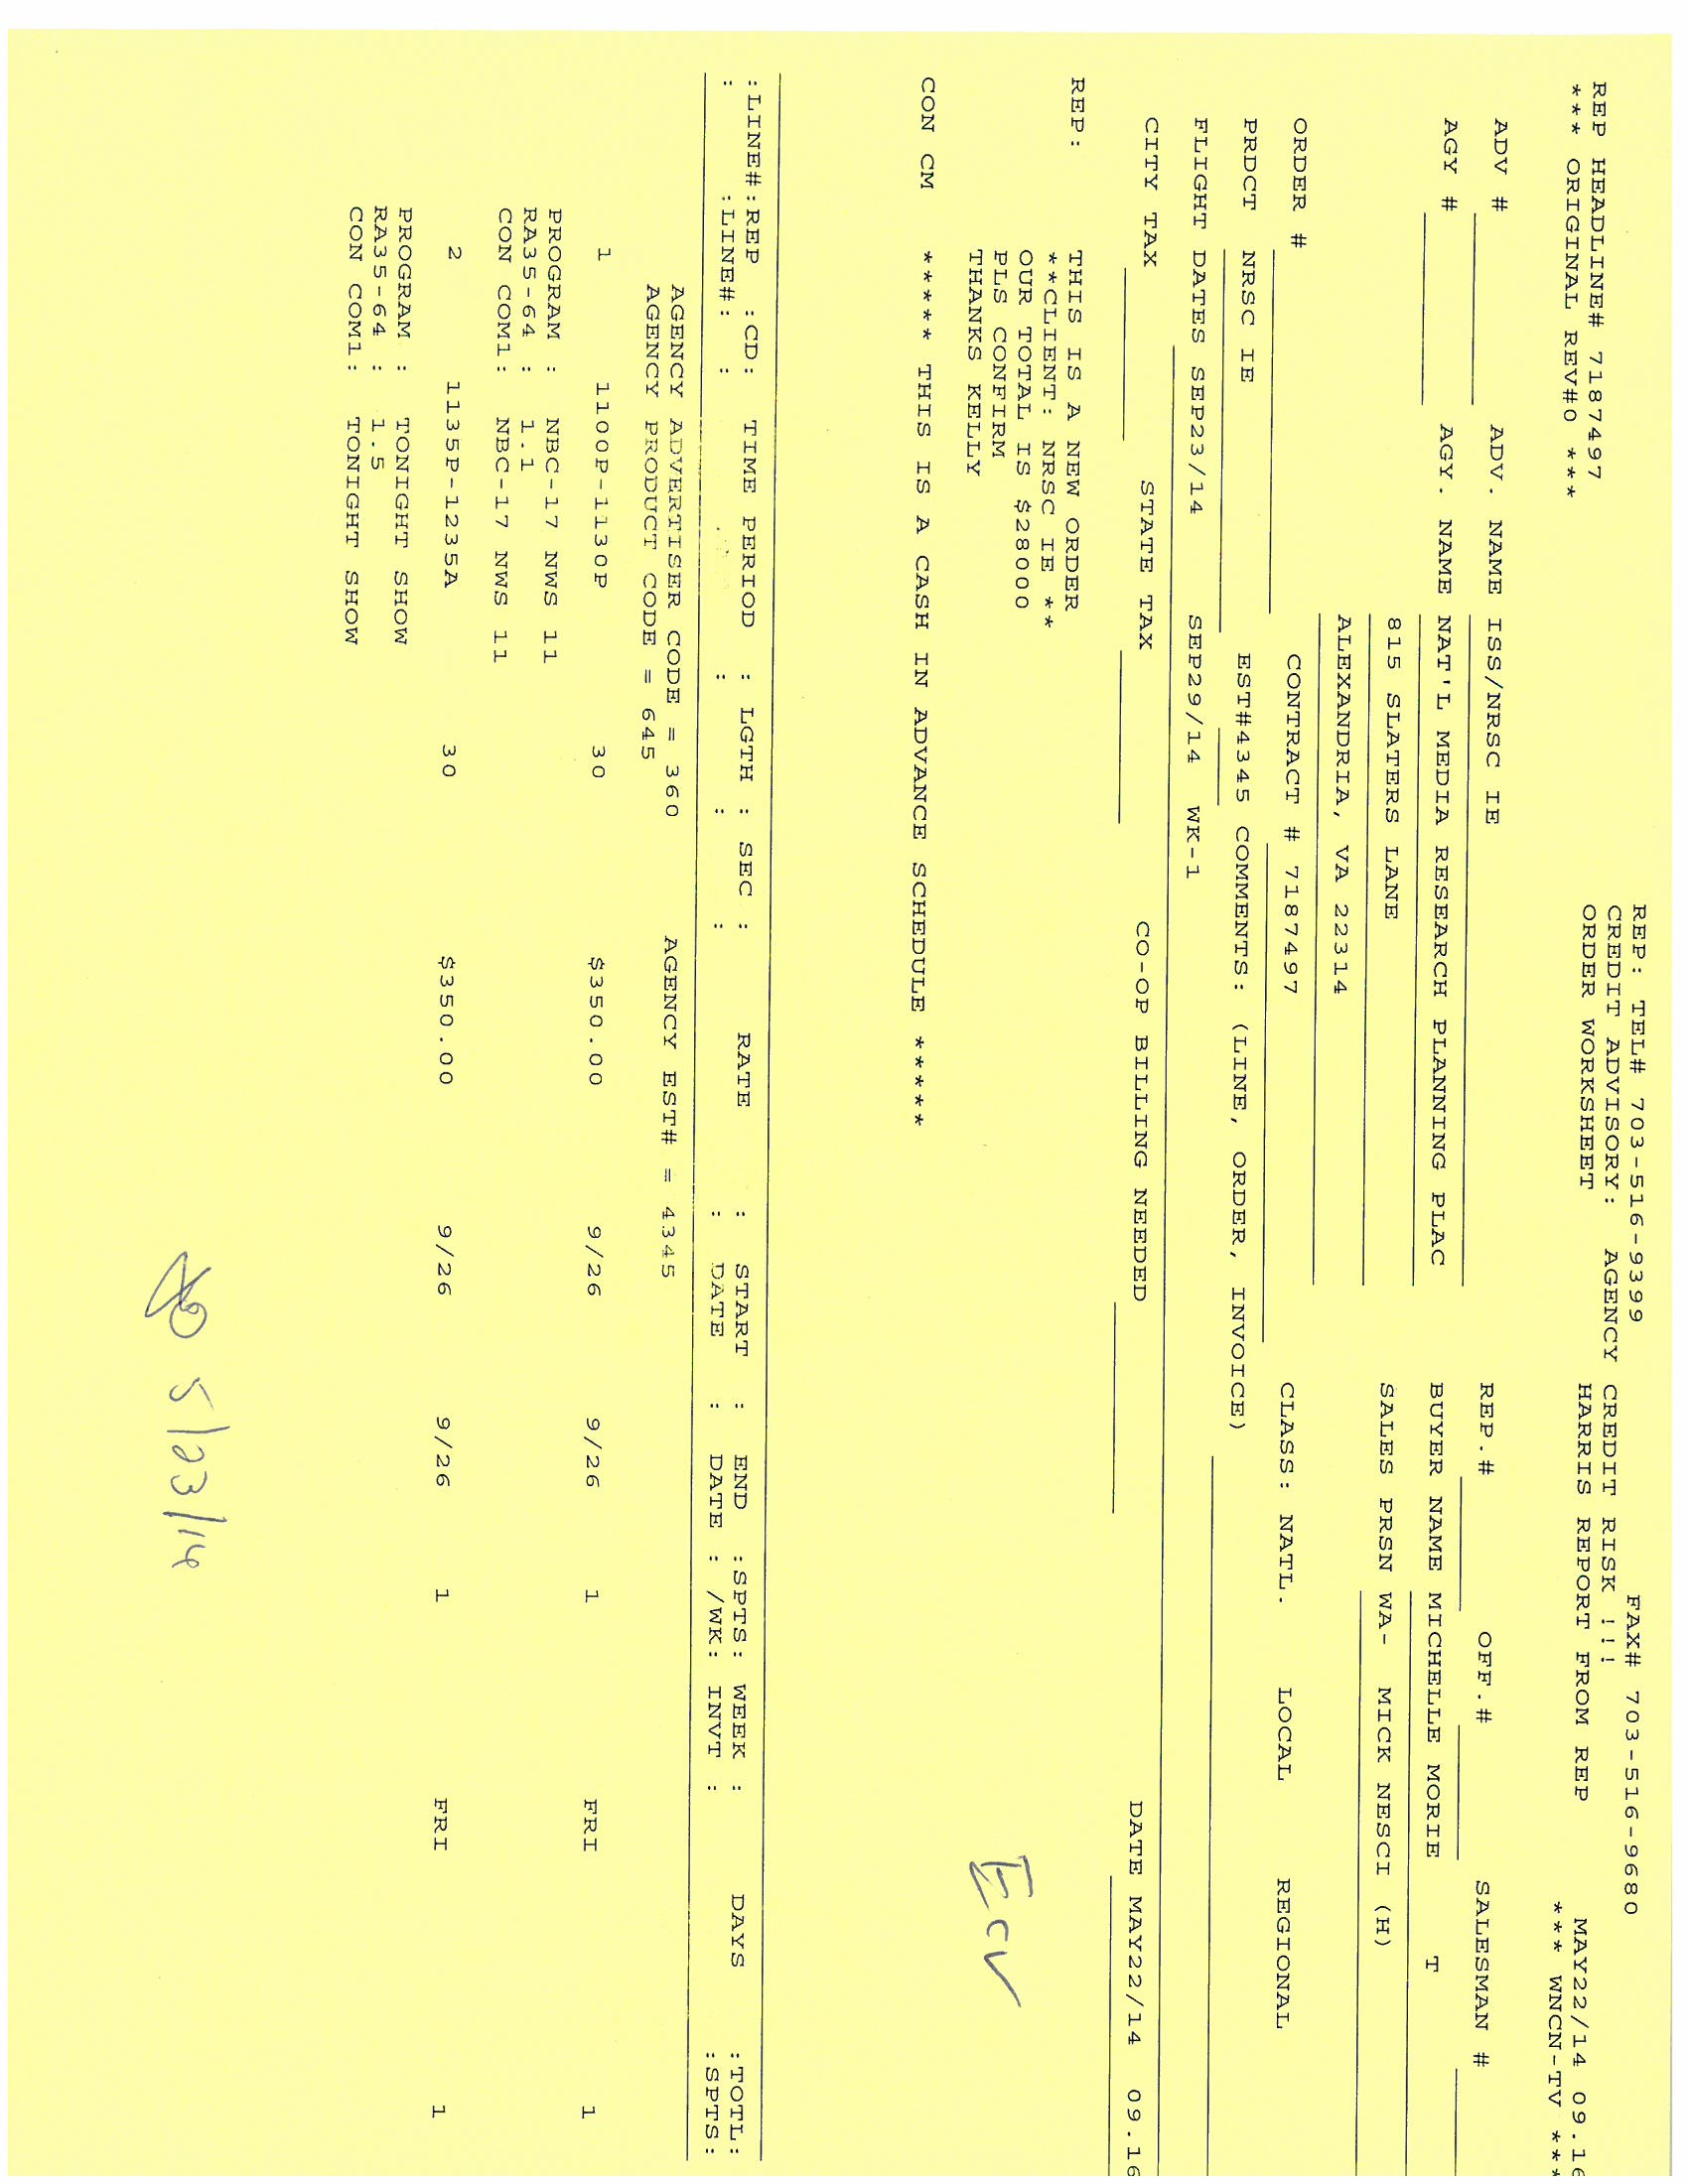 REP: TEL# 703-516-9399 FAX# 703-516-9680
CREDIT ADVISORY: AGENCY CREDIT RISK !!!
REP HEADLINE# 7187497 ORDER WORKSHEET HARRIS REPORT FROM REP MAY22/14 09.16
*** ORIGINAL REV#0 *** *** WNCN-TV ***
ADV # ADV. NAME ISS/NRSC IE REP.# OFF.# SALESMAN #
AGY # AGY. NAME NAT'L MEDIA RESEARCH PLANNING PLAC BUYER NAME MICHELLE MORIE T
815 SLATERS LANE SALES PRSN WA- MICK NESCI (H)
ALEXANDRIA, VA 22314
ORDER # CONTRACT # 7187497 CLASS: NATL. LOCAL REGIONAL
PRDCT NRSC IE EST#4345 COMMENTS: (LINE, ORDER, INVOICE)
FLIGHT DATES SEP23/14 SEP29/14 WK-1
CITY TAX STATE TAX CO-OP BILLING NEEDED DATE MAY22/14 09.16
REP: THIS IS A NEW ORDER
**CLIENT: NRSC IE **
OUR TOTAL IS $28000
PLS CONFIRM
THANKS KELLY
CON CM ***** THIS IS A CASH IN ADVANCE SCHEDULE *****
:LINE#:REP :CD: TIME PERIOD : LGTH : SEC : RATE : START : END :SPTS: WEEK : DAYS :TOTL:
: :LINE#: : : : : : DATE : DATE : /WK: INVT : :SPTS:
AGENCY ADVERTISER CODE = 360 AGENCY EST# = 4345
AGENCY PRODUCT CODE = 645
1 1100P-1130P 30 $350.00 9/26 9/26 1 FRI 1
PROGRAM : NBC-17 NWS 11
RA35-64 : 1.1
CON COM1: NBC-17 NWS 11
2 1135P-1235A 30 $350.00 9/26 9/26 1 FRI 1
PROGRAM : TONIGHT SHOW
RA35-64 : 1.5
CON COM1: TONIGHT SHOW
5/23/14